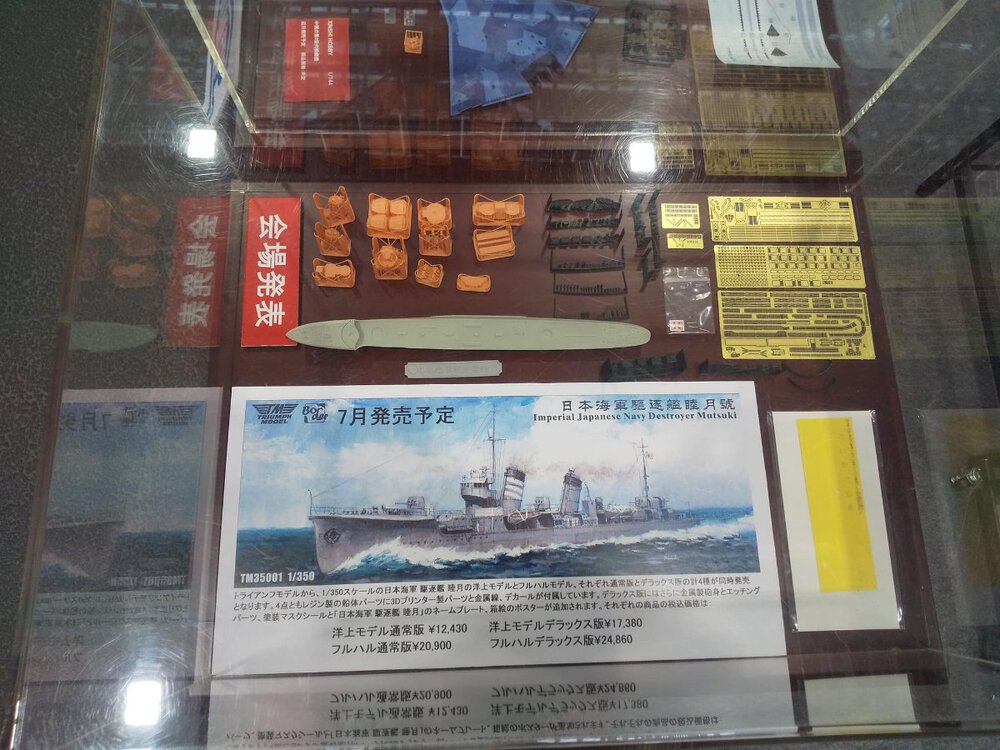 XUNSHI HOBBY
1/144
会場発表
TRIUMPH MODEL
Border
7月発売予定
日本海軍駆逐艦睦月號
Imperial Japanese Navy Destroyer Mutsuki
TM35001 1/350
トライアンフモデルから、1/350スケールの日本海軍 駆逐艦 睦月の洋上モデルとフルハルモデル、それぞれ通常版とデラックス版の計4種が同時発売
となります。4点ともレジン製の船体パーツに3Dプリンター製パーツと金属線、デカールが付属しています。デラックス版にはさらに金属製砲身とエッチング
パーツ、塗装マスクシールと「日本海軍 駆逐艦 睦月」のネームプレート、箱絵のポスターが追加されます。それぞれの商品の税込価格は
洋上モデル通常版 ¥12,430 洋上モデルデラックス版¥17,380
フルハル通常版¥20,900 フルハルデラックス版¥24,860